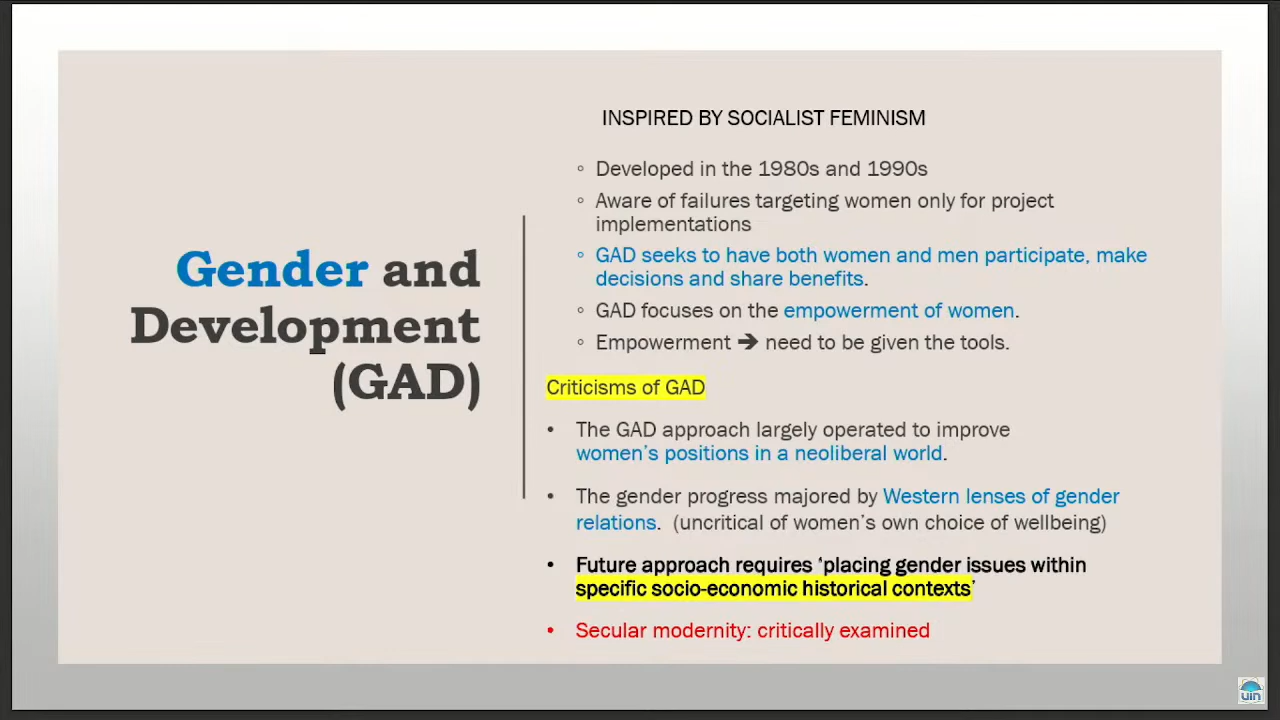 Gender and
Development
(GAD)
INSPIRED BY SOCIALIST FEMINISM
◦ Developed in the 1980s and 1990s
◦ Aware of failures targeting women only for project
implementations
◦ GAD seeks to have both women and men participate, make
decisions and share benefits.
◦ GAD focuses on the empowerment of women.
◦ Empowerment ➔ need to be given the tools.
Criticisms of GAD
• The GAD approach largely operated to improve
women’s positions in a neoliberal world.
• The gender progress majored by Western lenses of gender
relations. (uncritical of women’s own choice of wellbeing)
• Future approach requires ‘placing gender issues within
specific socio-economic historical contexts’
• Secular modernity: critically examined
uin